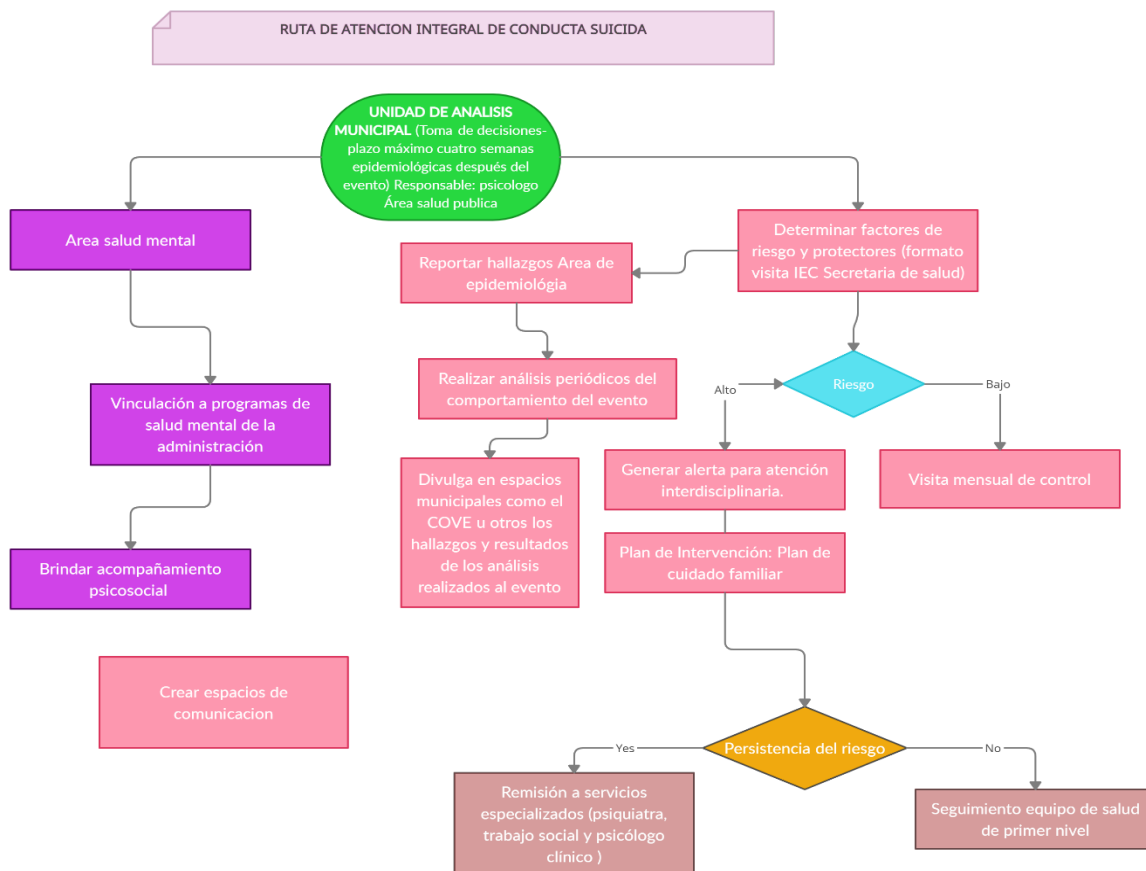 RUTA DE ATENCION INTEGRAL DE CONDUCTA SUICIDA
UNIDAD DE ANALISIS
MUNICIPAL (Toma de decisiones-
plazo máximo cuatro semanas
epidemiológicas después del
evento) Responsable: psicologo
Área salud publica
Area salud mental
Determinar factores de
riesgo y protectores (formato
visita IEC Secretaria de salud)
Reportar hallazgos Area de
epidemiológia
Realizar análisis periódicos del
comportamiento del evento
Riesgo
Alto
Bajo
Vinculación a programas de
salud mental de la
administración
Divulga en espacios
municipales como el
COVE u otros los
hallazgos y resultados
de los análisis
realizados al evento
Generar alerta para atención
interdisciplinaria.
Visita mensual de control
Plan de Intervención: Plan de
cuidado familiar
Brindar acompañamiento
psicosocial
Crear espacios de
comunicacion
Persistencia del riesgo
Yes
No
Remisión a servicios
especializados (psiquiatra,
trabajo social y psicólogo
clínico )
Seguimiento equipo de salud
de primer nivel